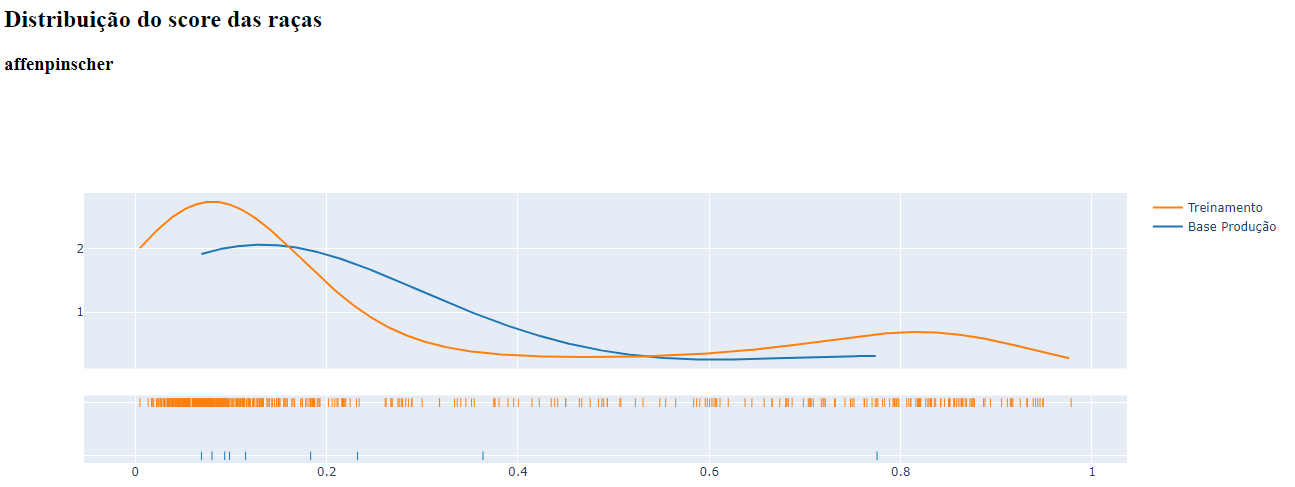 Distribuição do score das raças
affenpinscher
Treinamento
Base Produção
2
1
0 0.2 0.4 0.6 0.8 1